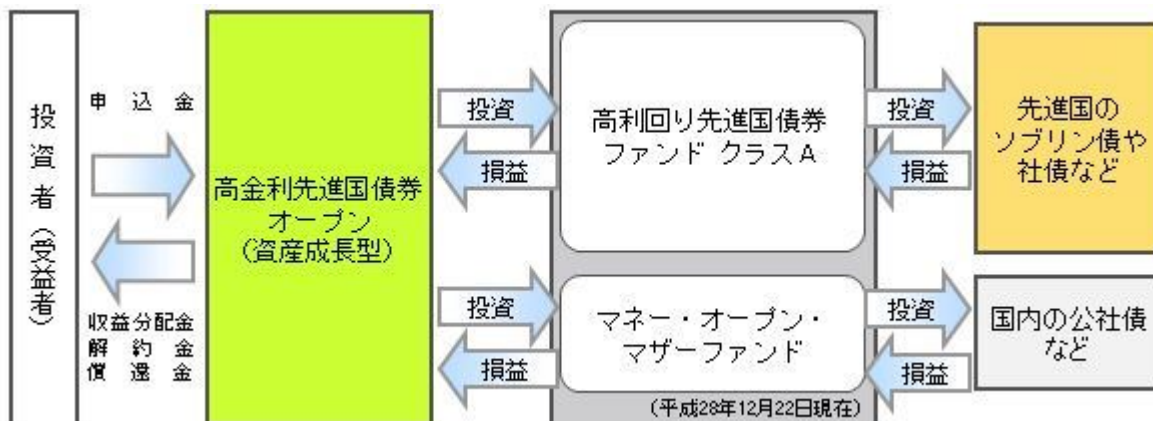 投資者(受益者)
申込金
収益分配金
解約金
償還金
高金利先進国債券
オープン
(資産成長型)
投資
損益
投資
損益
高利回り先進国債券
ファンド クラスA
マネー・オープン・
マザーファンド
(平成28年12月22日現在)
投資
損益
投資
損益
先進国の
ソブリン債や
社債など
国内の公社債
など